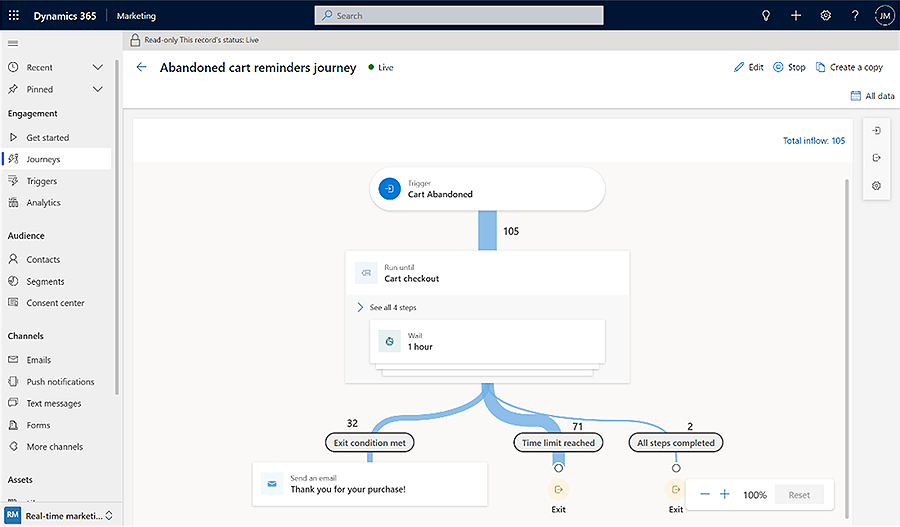 Dynamics 365 Marketing Search JM
Read-only This record's status: Live
Abandoned cart reminders journey Live Edit Stop Create a copy
All data
Recent
Pinned
Engagement
Get started
Journeys
Triggers
Analytics
Audience
Contacts
Segments
Consent center
Channels
Emails
Push notifications
Text messages
Forms
More channels
Assets
RM Real-time marketi...
Total inflow: 105
Trigger
Cart Abandoned
105
Run until
Cart checkout
See all 4 steps
Wait
1 hour
32 71 2
Exit condition met Time limit reached All steps completed
Send an email
Thank you for your purchase!
Exit Exit
100% Reset